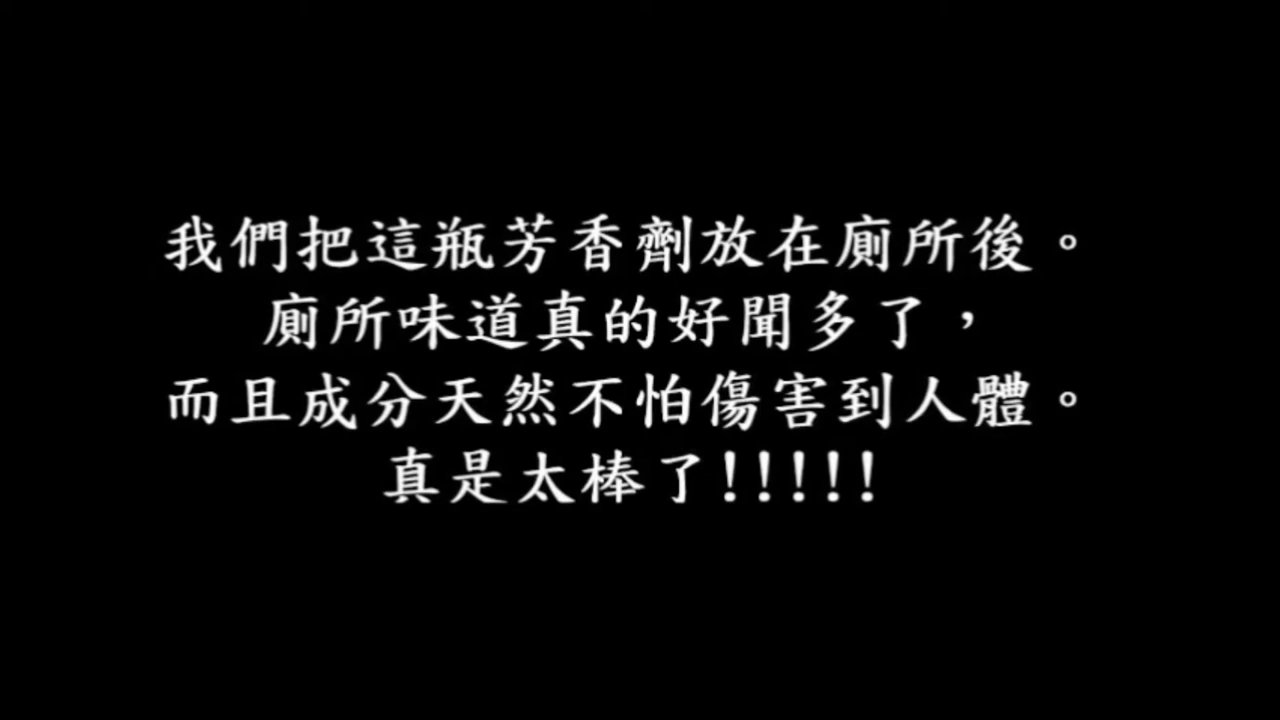 我們把這瓶芳香劑放在廁所後。
廁所味道真的好聞多了，
而且成分天然不怕傷害到人體。
真是太棒了!!!!!